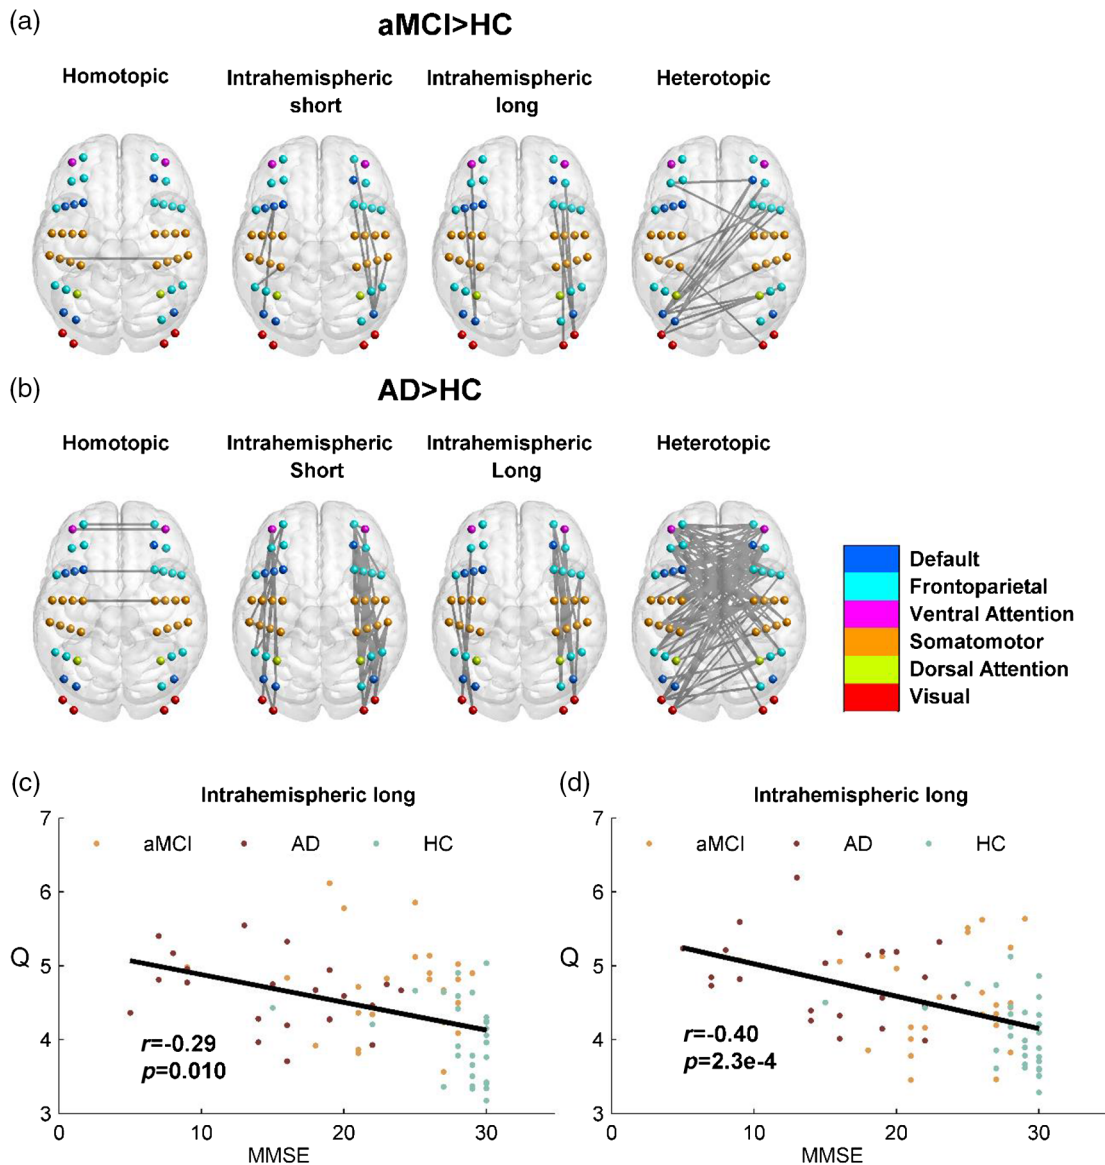 (a)
aMCI>HC
Homotopic
Intrahemispheric
short
Intrahemispheric
long
Heterotopic
(b)
AD>HC
Homotopic
Intrahemispheric
Short
Intrahemispheric
Long
Heterotopic
Default
Frontoparietal
Ventral Attention
Somatomotor
Dorsal Attention
Visual
(c)
Intrahemispheric long
7
aMCI
AD
HC
6
Q
5
4
r=-0.29
p=0.010
3
0
10
20
30
MMSE
(d)
Intrahemispheric long
7
aMCI
AD
HC
6
Q
5
4
r=-0.40
p=2.3e-4
3
0
10
20
30
MMSE